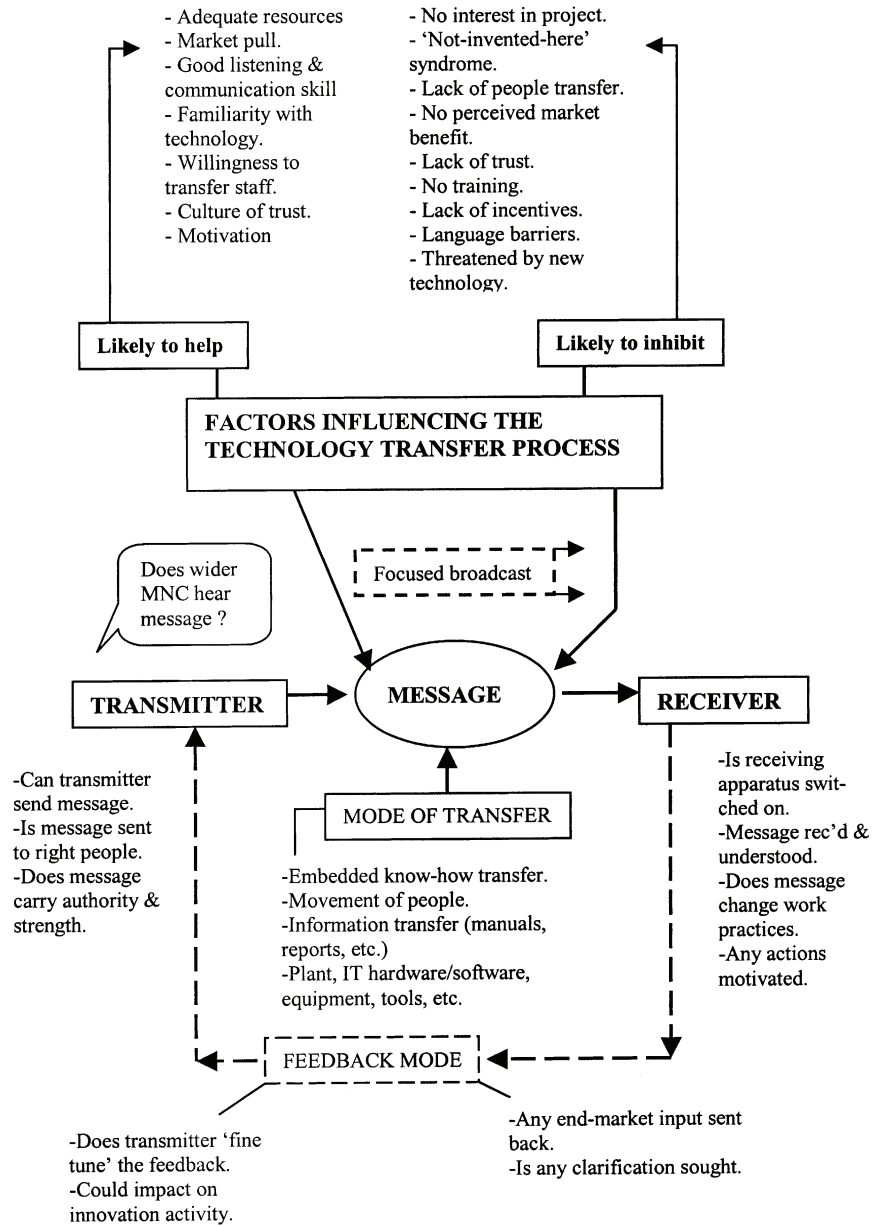 - Adequate resources
- Market pull.
- Good listening &
communication skill
- Familiarity with
technology.
- Willingness to
transfer staff.
- Culture of trust.
- Motivation
- No interest in project.
- ‘Not-invented-here’
syndrome.
- Lack of people transfer.
- No perceived market
benefit.
- Lack of trust.
- No training.
- Lack of incentives.
- Language barriers.
- Threatened by new
technology.
Likely to help
Likely to inhibit
FACTORS INFLUENCING THE
TECHNOLOGY TRANSFER PROCESS
Does wider
MNC hear
message ?
Focused broadcast
TRANSMITTER
MESSAGE
RECEIVER
-Can transmitter
send message.
-Is message sent
to right people.
-Does message
carry authority &
strength.
MODE OF TRANSFER
-Embedded know-how transfer.
-Movement of people.
-Information transfer (manuals,
reports, etc.)
-Plant, IT hardware/software,
equipment, tools, etc.
-Is receiving
apparatus swit-
ched on.
-Message rec’d &
understood.
-Does message
change work
practices.
-Any actions
motivated.
FEEDBACK MODE
-Does transmitter ‘fine
tune’ the feedback.
-Could impact on
innovation activity.
-Any end-market input sent
back.
-Is any clarification sought.